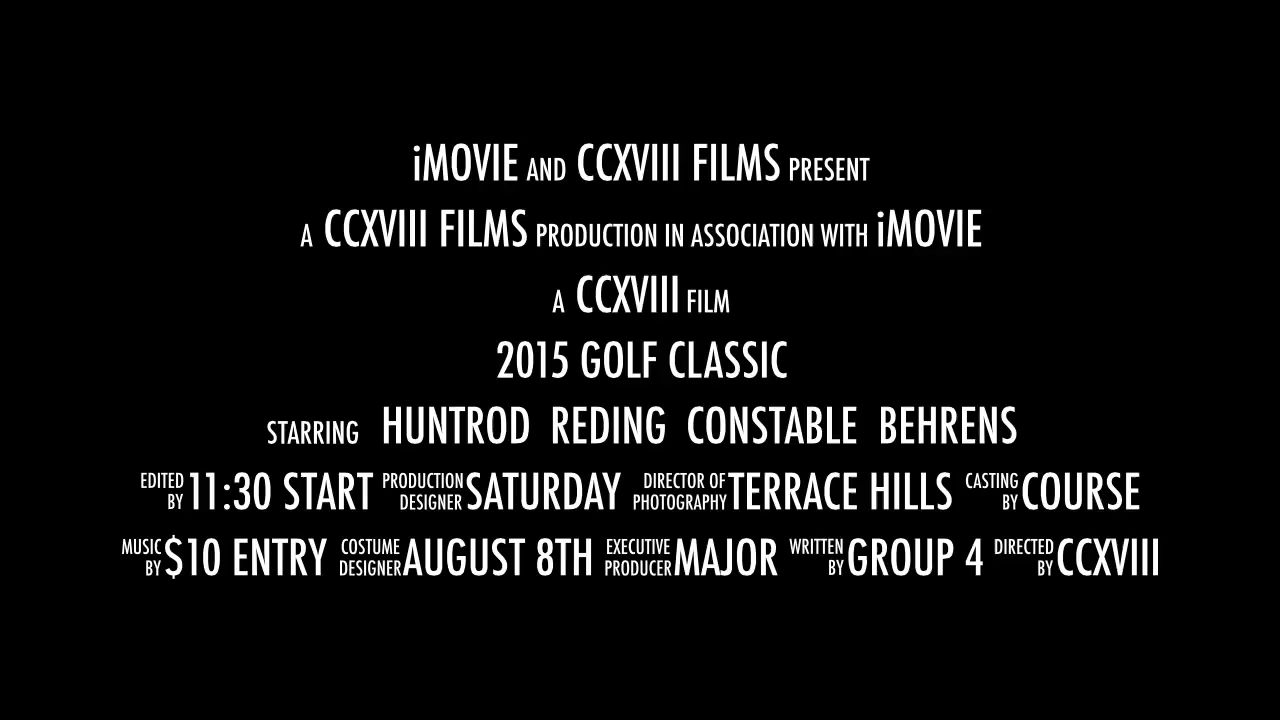 iMOVIE AND CCXVIII FILMS PRESENT
A CCXVIII FILMS PRODUCTION IN ASSOCIATION WITH iMOVIE
A CCXVIII FILM
2015 GOLF CLASSIC
STARRING HUNTROD REDING CONSTABLE BEHRENS
EDITED BY 11:30 START PRODUCTION DESIGNER SATURDAY DIRECTOR OF PHOTOGRAPHY TERRACE HILLS CASTING BY COURSE
MUSIC BY $10 ENTRY COSTUME DESIGNER AUGUST 8TH EXECUTIVE PRODUCER MAJOR WRITTEN BY GROUP 4 DIRECTED BY CCXVIII